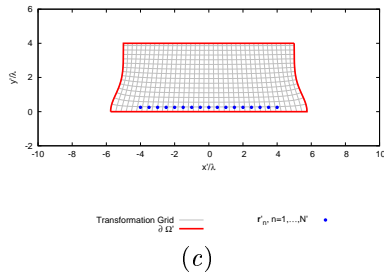 6
4
y'/λ
2
0
-2
-10 -8 -6 -4 -2 0 2 4 6 8 10
x'/λ
Transformation Grid r'n, n=1,...,N'
∂ Ω'
(c)